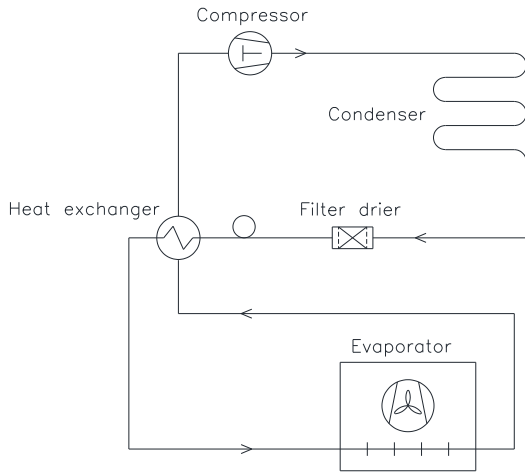 Compressor
Condenser
Heat exchanger
Filter drier
Evaporator